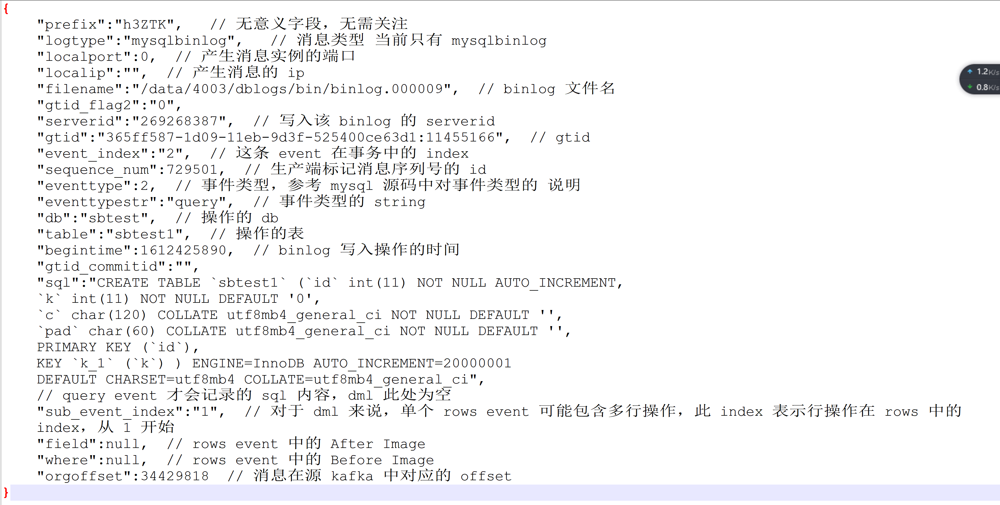 {
"prefix":"h3ZTK",   // 无意义字段，无需关注
"logtype":"mysqlbinlog",   // 消息类型 当前只有 mysqlbinlog
"localport":0,  // 产生消息实例的端口
"localip":"",  // 产生消息的 ip
"filename":"/data/4003/dblogs/bin/binlog.000009",  // binlog 文件名
"gtid_flag2":"0",
"serverid":"269268387",  // 写入该 binlog 的 serverid
"gtid":"365ff587-1d09-11eb-9d3f-525400ce63d1:11455166",  // gtid
"event_index":"2",  // 这条 event 在事务中的 index
"sequence_num":729501,  // 生产端标记消息序列号的 id
"eventtype":2,  // 事件类型，参考 mysql 源码中对事件类型的 说明
"eventtypestr":"query",  // 事件类型的 string
"db":"sbtest",  // 操作的 db
"table":"sbtest1",  // 操作的表
"begintime":1612425890,  // binlog 写入操作的时间
"gtid_commitid":"",
"sql":"CREATE TABLE `sbtest1` (`id` int(11) NOT NULL AUTO_INCREMENT,
`k` int(11) NOT NULL DEFAULT '0',
`c` char(120) COLLATE utf8mb4_general_ci NOT NULL DEFAULT '',
`pad` char(60) COLLATE utf8mb4_general_ci NOT NULL DEFAULT '',
PRIMARY KEY (`id`),
KEY `k_1` (`k`) ) ENGINE=InnoDB AUTO_INCREMENT=20000001
DEFAULT CHARSET=utf8mb4 COLLATE=utf8mb4_general_ci",
// query event 才会记录的 sql 内容，dml 此处为空
"sub_event_index":"1",  // 对于 dml 来说，单个 rows event 可能包含多行操作，此 index 表示行操作在 rows 中的
index，从 1 开始
"field":null,  // rows event 中的 After Image
"where":null,  // rows event 中的 Before Image
"orgoffset":34429818  // 消息在源 kafka 中对应的 offset
}
1.2K/s
0.8K/s